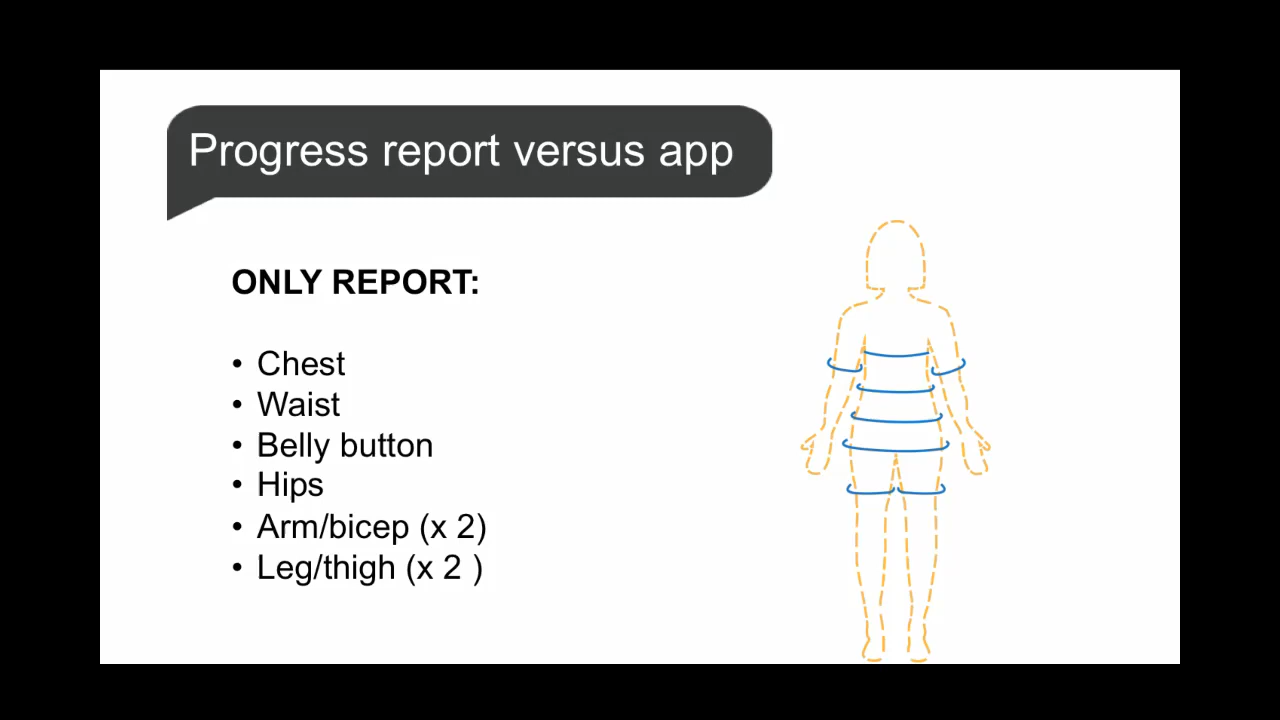 Progress report versus app
ONLY REPORT:
• Chest
• Waist
• Belly button
• Hips
• Arm/bicep (x 2)
• Leg/thigh (x 2 )